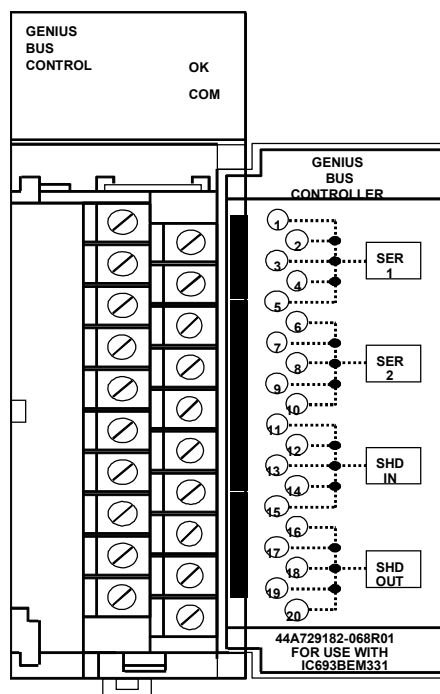 GENIUS
BUS
CONTROL
OK
COM
GENIUS
BUS
CONTROLLER
1
2
3
4
5
SER
1
6
7
8
9
10
SER
2
11
12
13
14
15
SHD
IN
16
17
18
19
20
SHD
OUT
44A729182-068R01
FOR USE WITH
IC693BEM331